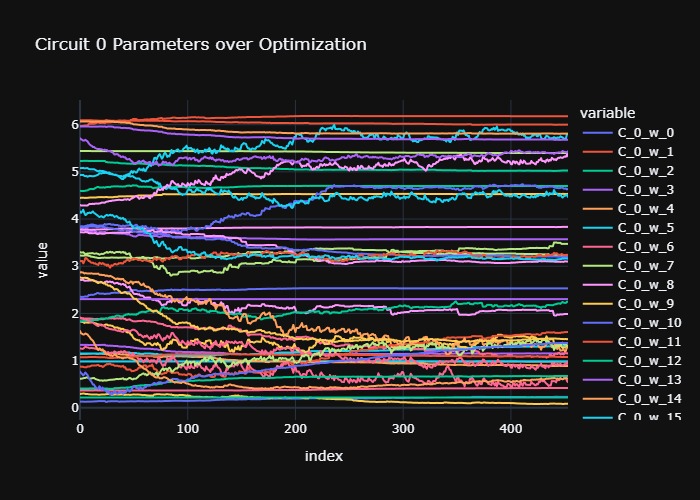 Circuit 0 Parameters over Optimization
variable
C_0_w_0
C_0_w_1
C_0_w_2
C_0_w_3
C_0_w_4
C_0_w_5
C_0_w_6
C_0_w_7
C_0_w_8
C_0_w_9
C_0_w_10
C_0_w_11
C_0_w_12
C_0_w_13
C_0_w_14
C_0_w_15
value
6
5
4
3
2
1
0
0 100 200 300 400
index